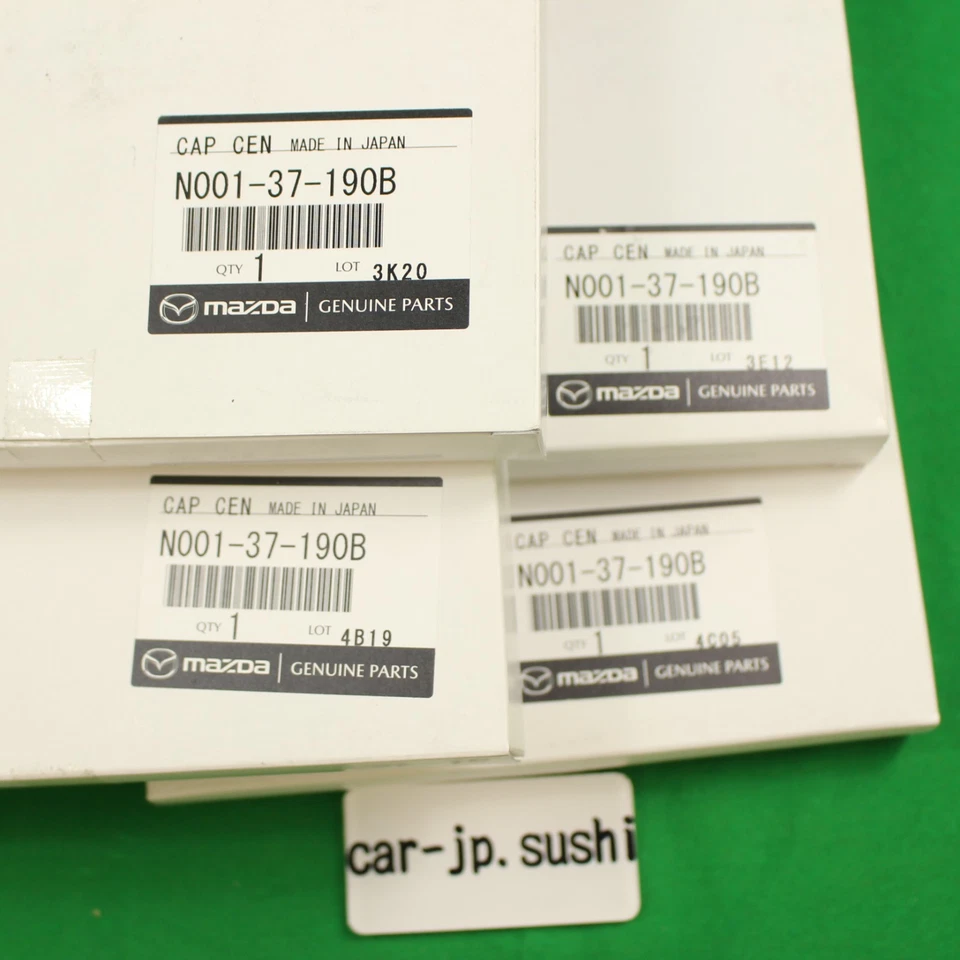 CAP CEN MADE IN JAPAN
N001-37-190B
QTY 1 LOT 3K20
mazda GENUINE PARTS
CAP CEN MADE IN JAPAN
N001-37-190B
QTY 1 LOT 3E12
mazda GENUINE PARTS
CAP CEN MADE IN JAPAN
N001-37-190B
QTY 1 LOT 4B19
mazda GENUINE PARTS
CAP CEN MADE IN JAPAN
N001-37-190B
QTY 1 LOT 4C05
mazda GENUINE PARTS
car-jp.sushi